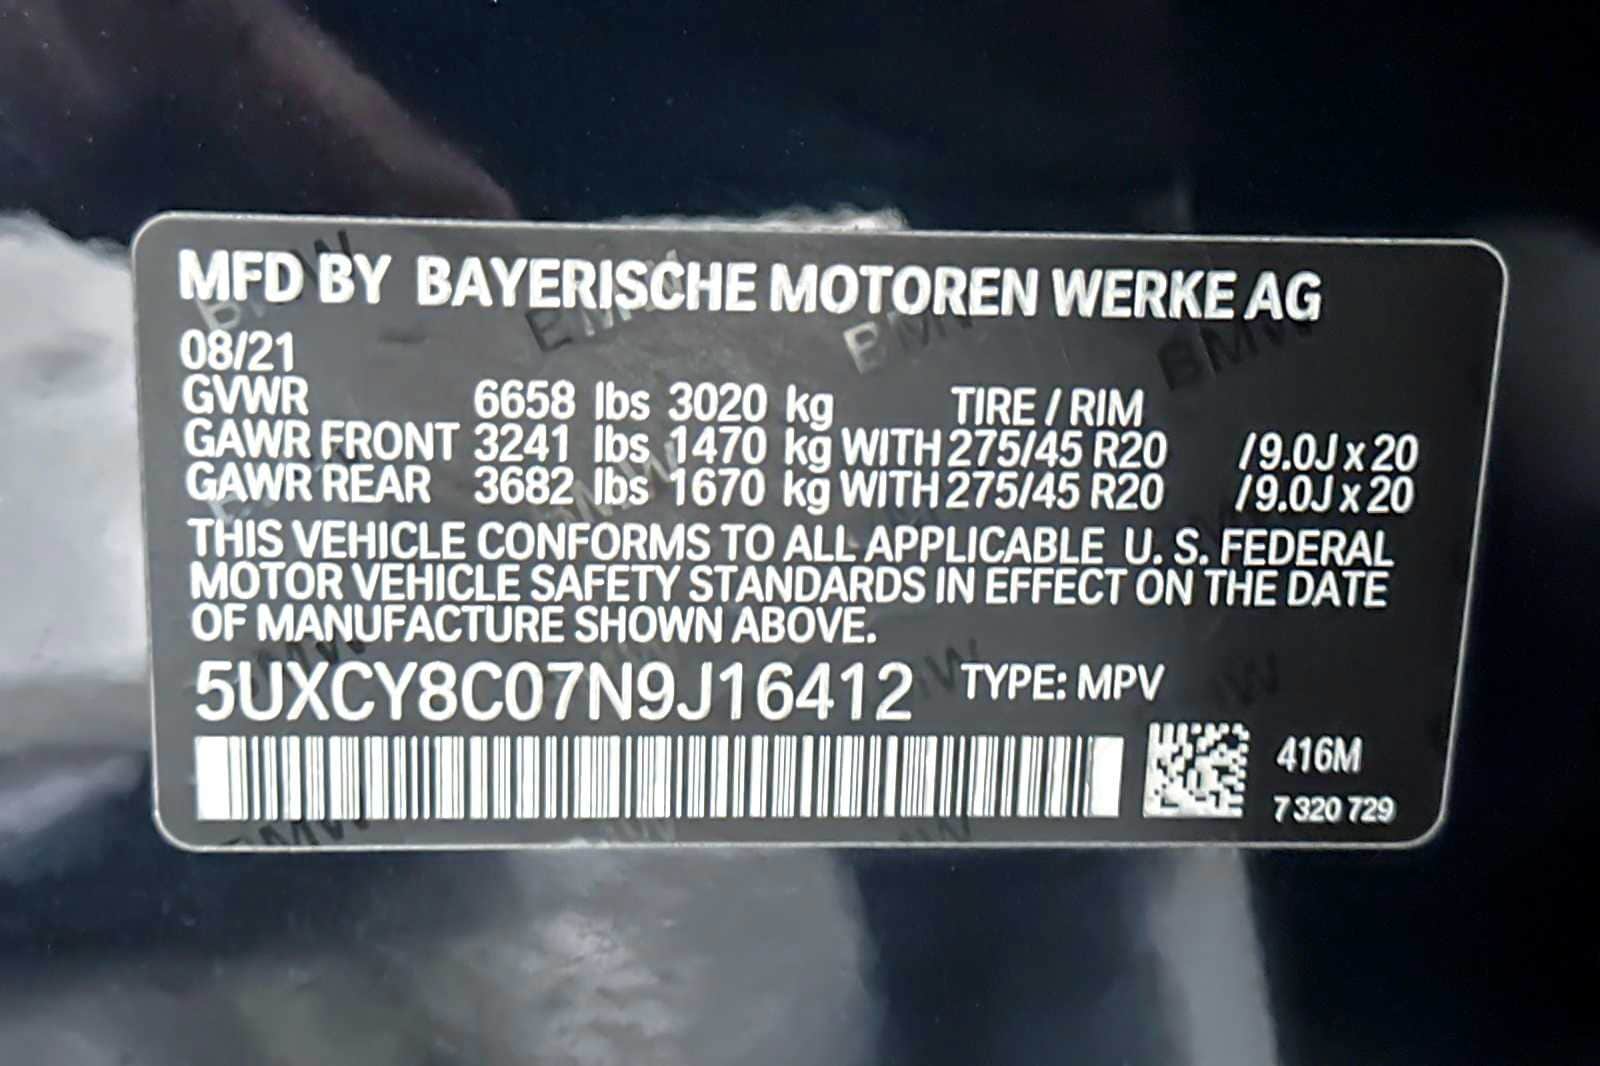 MFD BY BAYERISCHE MOTOREN WERKE AG
08/21
GVWR 6658 lbs 3020 kg TIRE / RIM
GAWR FRONT 3241 lbs 1470 kg WITH 275/45 R20 / 9.0J x 20
GAWR REAR 3682 lbs 1670 kg WITH 275/45 R20 / 9.0J x 20
THIS VEHICLE CONFORMS TO ALL APPLICABLE U. S. FEDERAL
MOTOR VEHICLE SAFETY STANDARDS IN EFFECT ON THE DATE
OF MANUFACTURE SHOWN ABOVE.
5UXCY8C07N9J16412 TYPE: MPV
416M
7 320 729